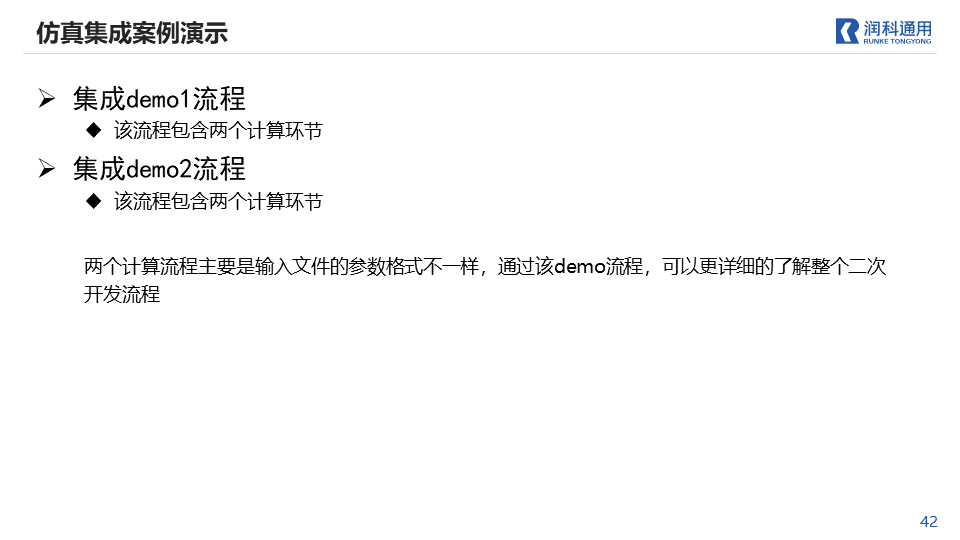 仿真集成案例演示
润科通用
RUNKE TONGYONG
集成demo1流程
该流程包含两个计算环节
集成demo2流程
该流程包含两个计算环节
两个计算流程主要是输入文件的参数格式不一样，通过该demo流程，可以更详细的了解整个二次
开发流程
42